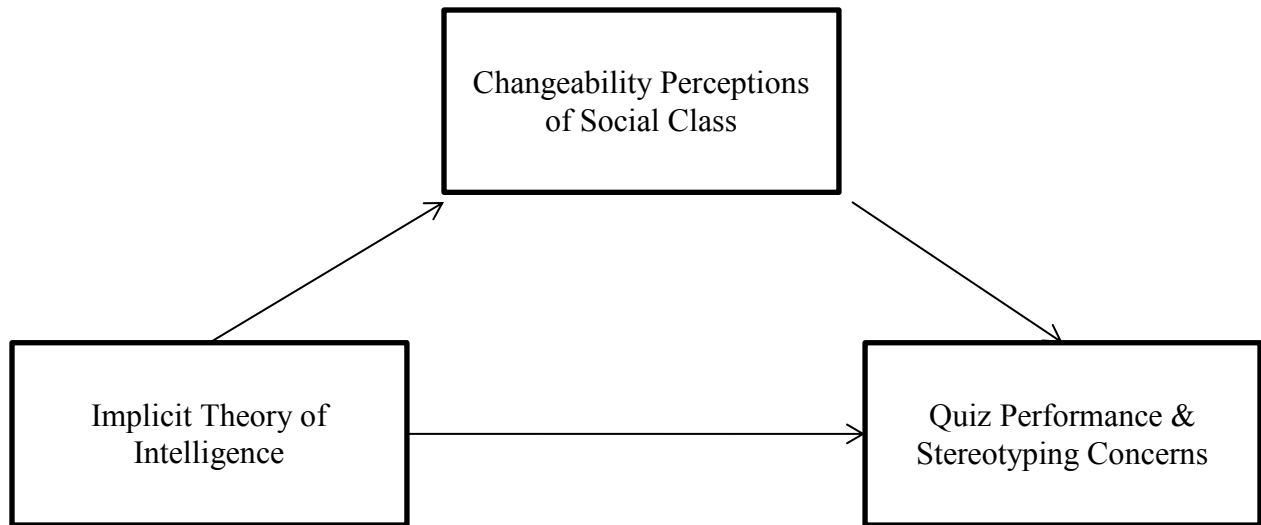 Changeability Perceptions
of Social Class
Implicit Theory of
Intelligence
Quiz Performance &
Stereotyping Concerns